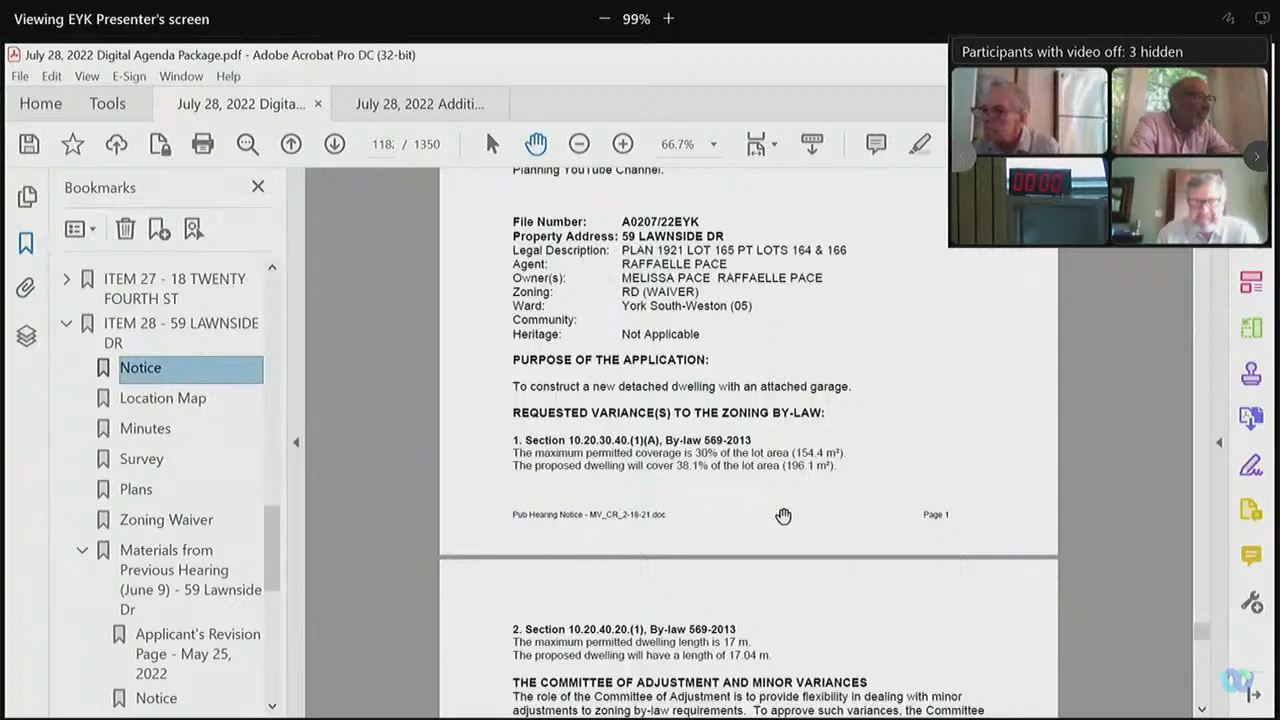 Viewing EYK Presenter's screen
99%
July 28, 2022 Digital Agenda Package.pdf - Adobe Acrobat Pro DC (32-bit)
File Edit View E-Sign Window Help
Home Tools July 28, 2022 Digita... × July 28, 2022 Additi...
118 / 1350 66.7%
Participants with video off: 3 hidden
00:00
Bookmarks
ITEM 27 - 18 TWENTY
FOURTH ST
ITEM 28 - 59 LAWNSIDE
DR
Notice
Location Map
Minutes
Survey
Plans
Zoning Waiver
Materials from
Previous Hearing
(June 9) - 59 Lawnside
Dr
Applicant's Revision
Page - May 25,
2022
Notice
Planning YouTube Channel.
File Number: A0207/22EYK
Property Address: 59 LAWNSIDE DR
Legal Description: PLAN 1921 LOT 165 PT LOTS 164 & 166
Agent: RAFFAELLE PACE
Owner(s): MELISSA PACE RAFFAELLE PACE
Zoning: RD (WAIVER)
Ward: York South-Weston (05)
Community:
Heritage: Not Applicable
PURPOSE OF THE APPLICATION:
To construct a new detached dwelling with an attached garage.
REQUESTED VARIANCE(S) TO THE ZONING BY-LAW:
1. Section 10.20.30.40.(1)(A), By-law 569-2013
The maximum permitted coverage is 30% of the lot area (154.4 m²).
The proposed dwelling will cover 38.1% of the lot area (196.1 m²).
Pub Hearing Notice - MV_CR_2-18-21.doc Page 1
2. Section 10.20.40.20.(1), By-law 569-2013
The maximum permitted dwelling length is 17 m.
The proposed dwelling will have a length of 17.04 m.
THE COMMITTEE OF ADJUSTMENT AND MINOR VARIANCES
The role of the Committee of Adjustment is to provide flexibility in dealing with minor
adjustments to zoning by-law requirements. To approve such variances, the Committee